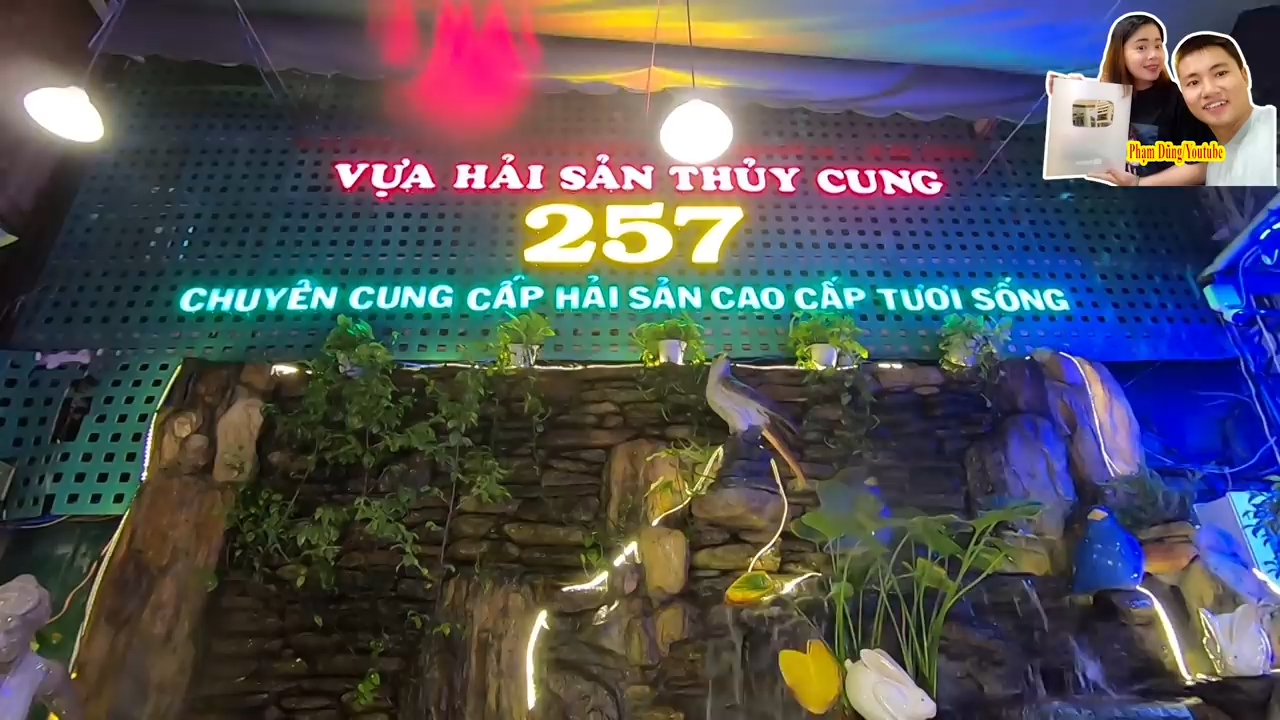 VỰA HẢI SẢN THỦY CUNG
257
CHUYÊN CUNG CẤP HẢI SẢN CAO CẤP TƯƠI SỐNG
Phạm Dũng Youtube